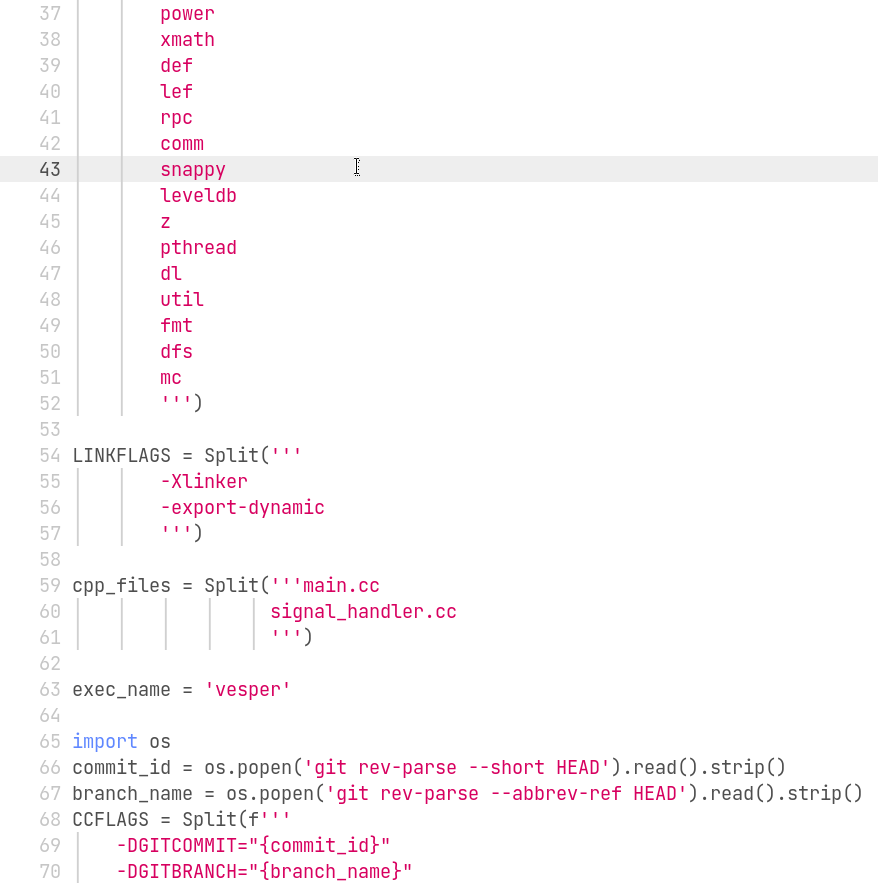 37 power
38 xmath
39 def
40 lef
41 rpc
42 comm
43 snappy
44 leveldb
45 z
46 pthread
47 dl
48 util
49 fmt
50 dfs
51 mc
52 ''')
53
54 LINKFLAGS = Split('''
55 -Xlinker
56 -export-dynamic
57 ''')
58
59 cpp_files = Split('''main.cc
60 signal_handler.cc
61 ''')
62
63 exec_name = 'vesper'
64
65 import os
66 commit_id = os.popen('git rev-parse --short HEAD').read().strip()
67 branch_name = os.popen('git rev-parse --abbrev-ref HEAD').read().strip()
68 CCFLAGS = Split(f'''
69 -DGITCOMMIT="{commit_id}"
70 -DGITBRANCH="{branch_name}"